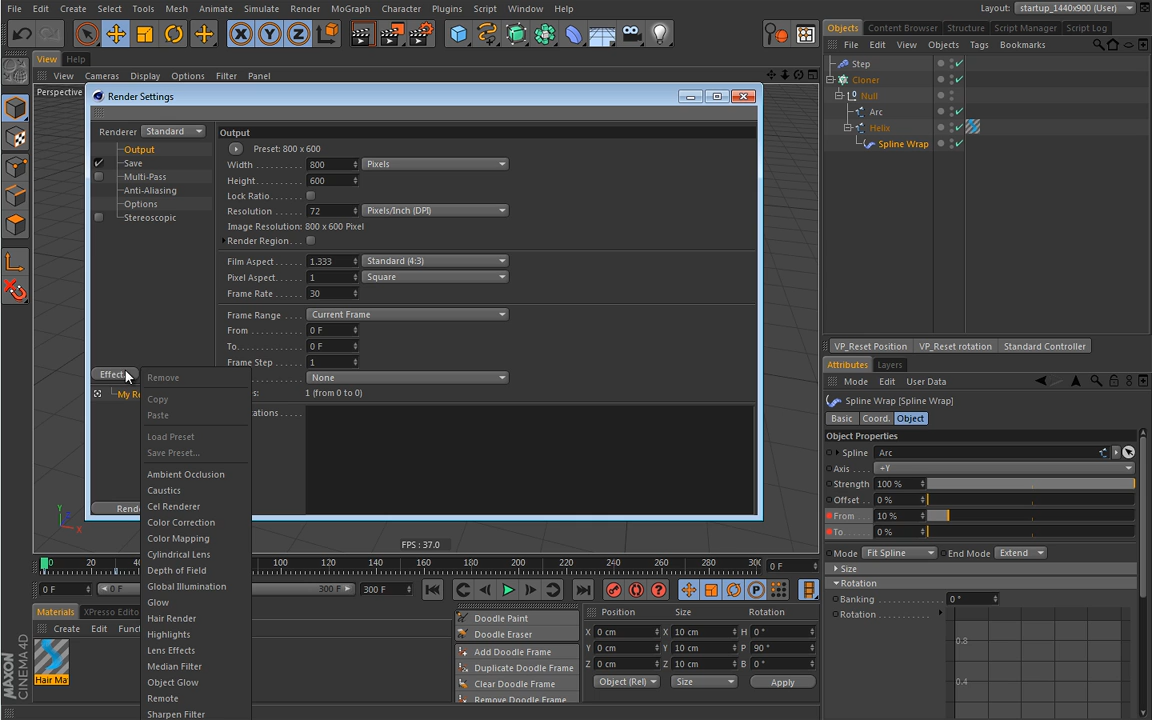 File Edit Create Select Tools Mesh Animate Simulate Render MoGraph Character Plugins Script Window Help Layout: startup_1440x900 (User)
View Help
View Cameras Display Options Filter Panel
Perspective
Render Settings
Renderer Standard
Output
Save
Multi-Pass
Anti-Aliasing
Options
Stereoscopic
Effect...
My Re
Rende
Output
Preset: 800 x 600
Width 800 Pixels
Height 600
Lock Ratio
Resolution 72 Pixels/Inch (DPI)
Image Resolution: 800 x 600 Pixel
Render Region
Film Aspect 1.333 Standard (4:3)
Pixel Aspect 1 Square
Frame Rate 30
Frame Range Current Frame
From 0 F
To 0 F
Frame Step 1
None
s: 1 (from 0 to 0)
otations
Remove
Copy
Paste
Load Preset
Save Preset...
Ambient Occlusion
Caustics
Cel Renderer
Color Correction
Color Mapping
Cylindrical Lens
Depth of Field
Global Illumination
Glow
Hair Render
Highlights
Lens Effects
Median Filter
Object Glow
Remote
Sharpen Filter
Y
X
FPS : 37.0
0 20 40 100 120 140 160 180 200 220 240 260 280 300 0 F
0 F 0 F 300 F 300 F
Materials XPresso Edito
Create Edit Funct
Hair Ma
MAXON
CINEMA 4D
Doodle Paint
Doodle Eraser
Add Doodle Frame
Duplicate Doodle Frame
Clear Doodle Frame
Remove Doodle Frame
Position Size Rotation
X 0 cm X 10 cm H 0 °
Y 0 cm Y 10 cm P 90 °
Z 0 cm Z 10 cm B 0 °
Object (Rel) Size Apply
Objects Content Browser Structure Script Manager Script Log
File Edit View Objects Tags Bookmarks
Step
Cloner
Null
Arc
Helix
Spline Wrap
VP_Reset Position VP_Reset rotation Standard Controller
Attributes Layers
Mode Edit User Data
Spline Wrap [Spline Wrap]
Basic Coord. Object
Object Properties
Spline Arc
Axis +Y
Strength 100 %
Offset 0 %
From 10 %
To 0 %
Mode Fit Spline End Mode Extend
Size
Rotation
Banking 0 °
Rotation
0.8
0.4